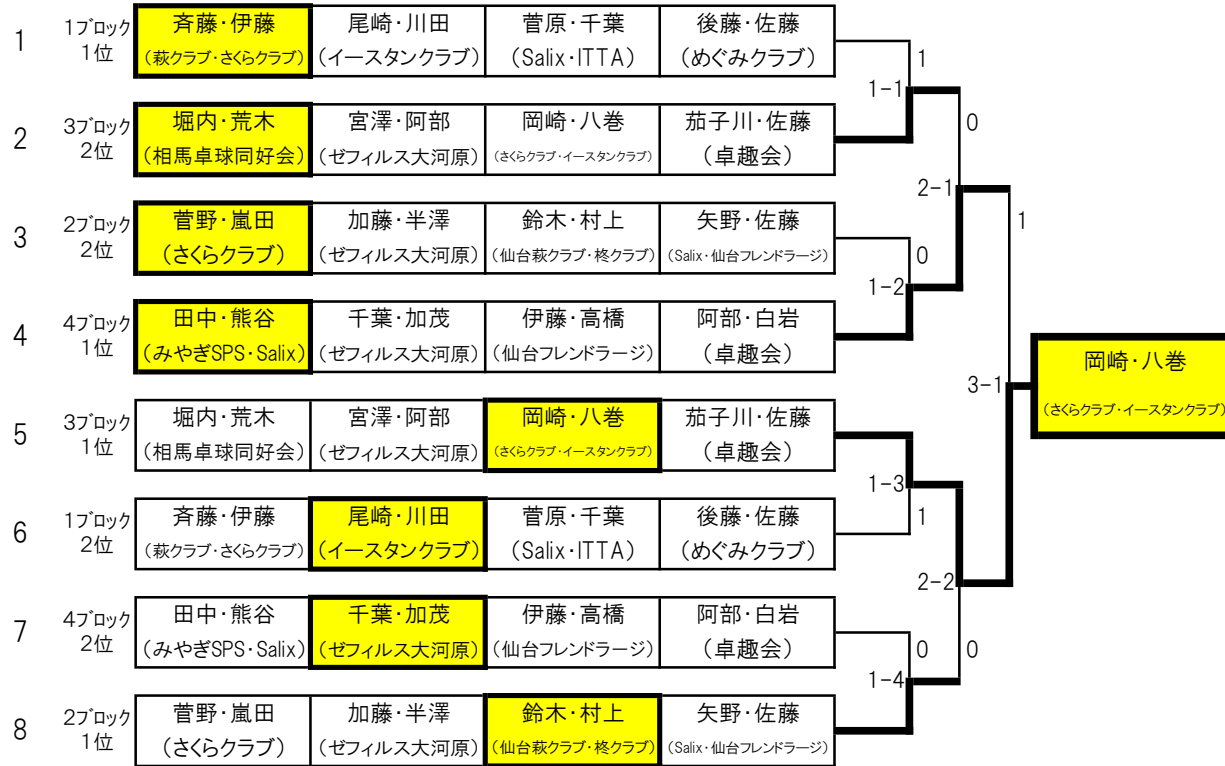 1 1ブロック 1位 斉藤・伊藤 尾崎・川田 菅原・千葉 後藤・佐藤
(萩クラブ・さくらクラブ) (イースタンクラブ) (Salix・ITTA) (めぐみクラブ)
1
1-1
2 3ブロック 2位 堀内・荒木 宮澤・阿部 岡崎・八巻 茄子川・佐藤
(相馬卓球同好会) (ゼフィルス大河原) (さくらクラブ・イースタンクラブ) (卓趣会)
0
2-1
3 2ブロック 2位 菅野・嵐田 加藤・半澤 鈴木・村上 矢野・佐藤
(さくらクラブ) (ゼフィルス大河原) (仙台萩クラブ・柊クラブ) (Salix・仙台フレンドラージ)
1
0
1-2
4 4ブロック 1位 田中・熊谷 千葉・加茂 伊藤・高橋 阿部・白岩
(みやぎSPS・Salix) (ゼフィルス大河原) (仙台フレンドラージ) (卓趣会)
3-1
岡崎・八巻
(さくらクラブ・イースタンクラブ)
5 3ブロック 1位 堀内・荒木 宮澤・阿部 岡崎・八巻 茄子川・佐藤
(相馬卓球同好会) (ゼフィルス大河原) (さくらクラブ・イースタンクラブ) (卓趣会)
1-3
6 1ブロック 2位 斉藤・伊藤 尾崎・川田 菅原・千葉 後藤・佐藤
(萩クラブ・さくらクラブ) (イースタンクラブ) (Salix・ITTA) (めぐみクラブ)
1
2-2
7 4ブロック 2位 田中・熊谷 千葉・加茂 伊藤・高橋 阿部・白岩
(みやぎSPS・Salix) (ゼフィルス大河原) (仙台フレンドラージ) (卓趣会)
0 0
1-4
8 2ブロック 1位 菅野・嵐田 加藤・半澤 鈴木・村上 矢野・佐藤
(さくらクラブ) (ゼフィルス大河原) (仙台萩クラブ・柊クラブ) (Salix・仙台フレンドラージ)